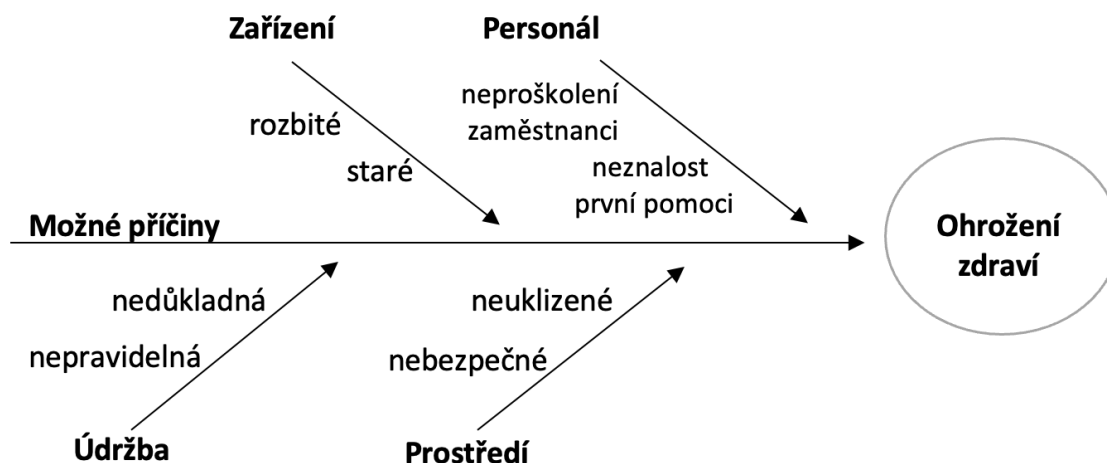 Zařízení
Personál
rozbité
staré
neproškolení
zaměstnanci
neznalost
první pomoci
Možné příčiny
Ohrožení
zdraví
nedůkladná
nepravidelná
neuklizené
nebezpečné
Údržba
Prostředí